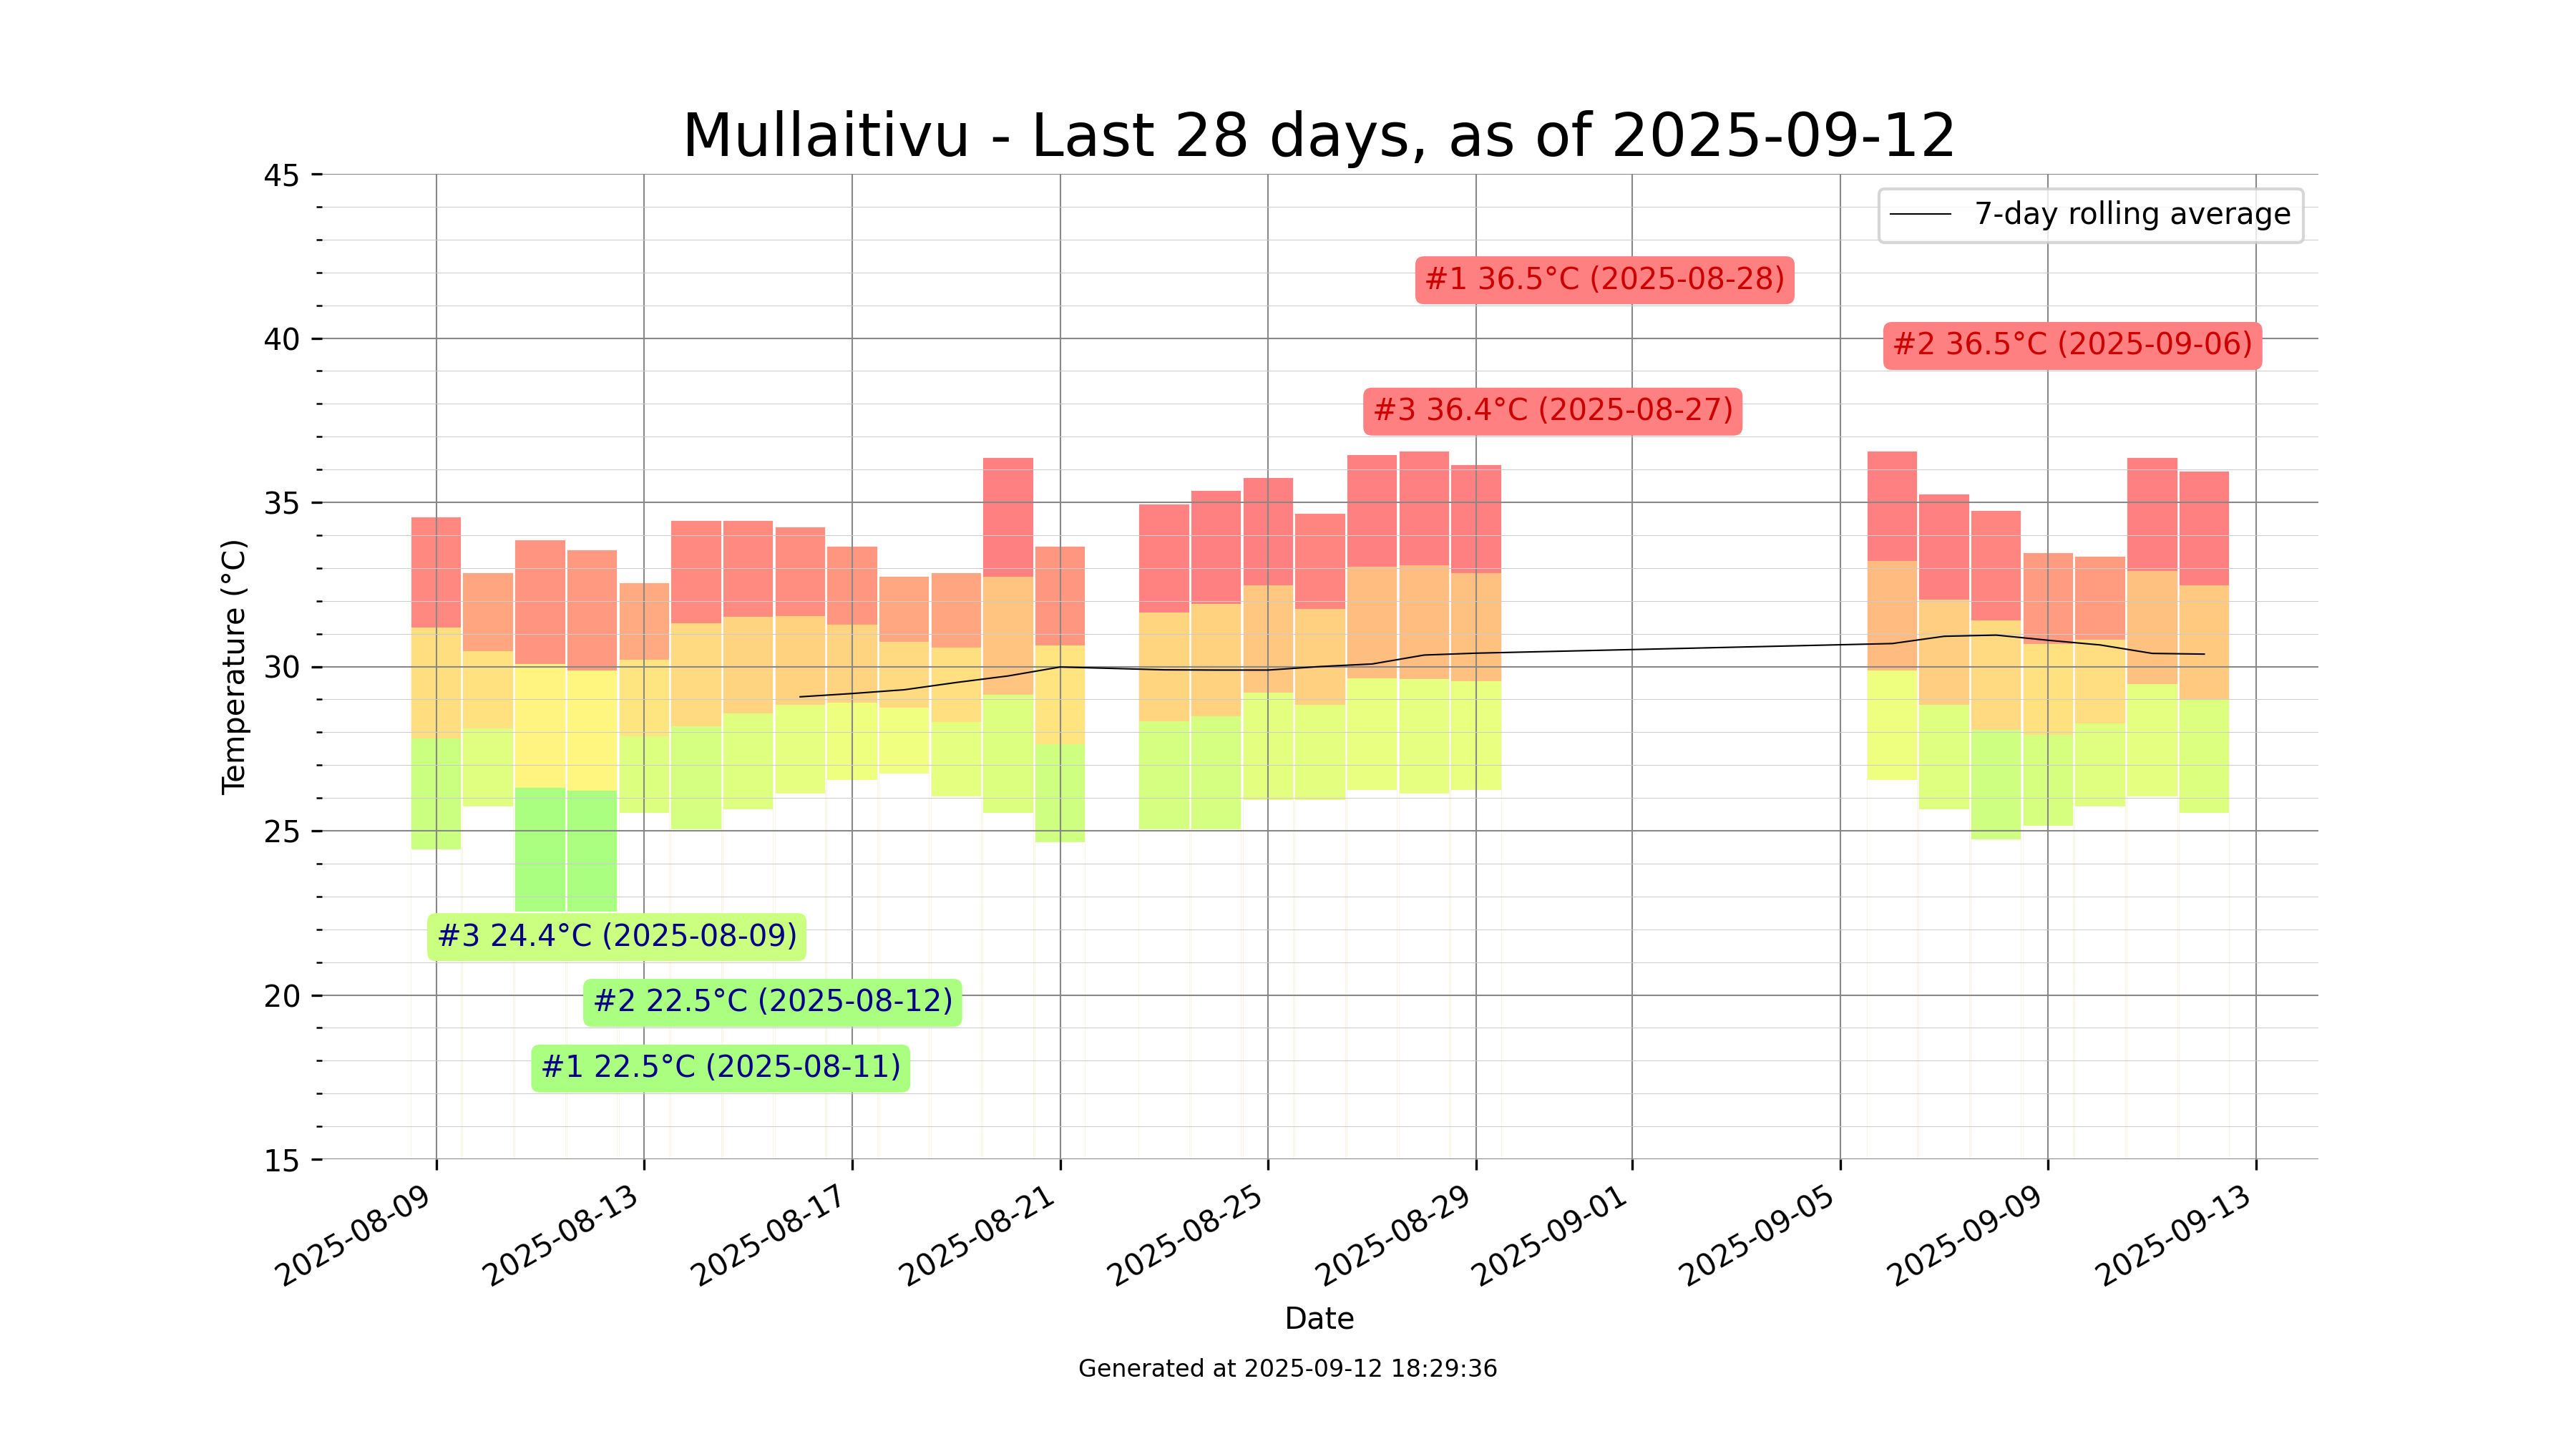 Mullaitivu - Last 28 days, as of 2025-09-12
45
40
35
30
25
20
15
Temperature (°C)
7-day rolling average
#1 36.5°C (2025-08-28)
#2 36.5°C (2025-09-06)
#3 36.4°C (2025-08-27)
#3 24.4°C (2025-08-09)
#2 22.5°C (2025-08-12)
#1 22.5°C (2025-08-11)
2025-08-09
2025-08-13
2025-08-17
2025-08-21
2025-08-25
2025-08-29
2025-09-01
2025-09-05
2025-09-09
2025-09-13
Date
Generated at 2025-09-12 18:29:36